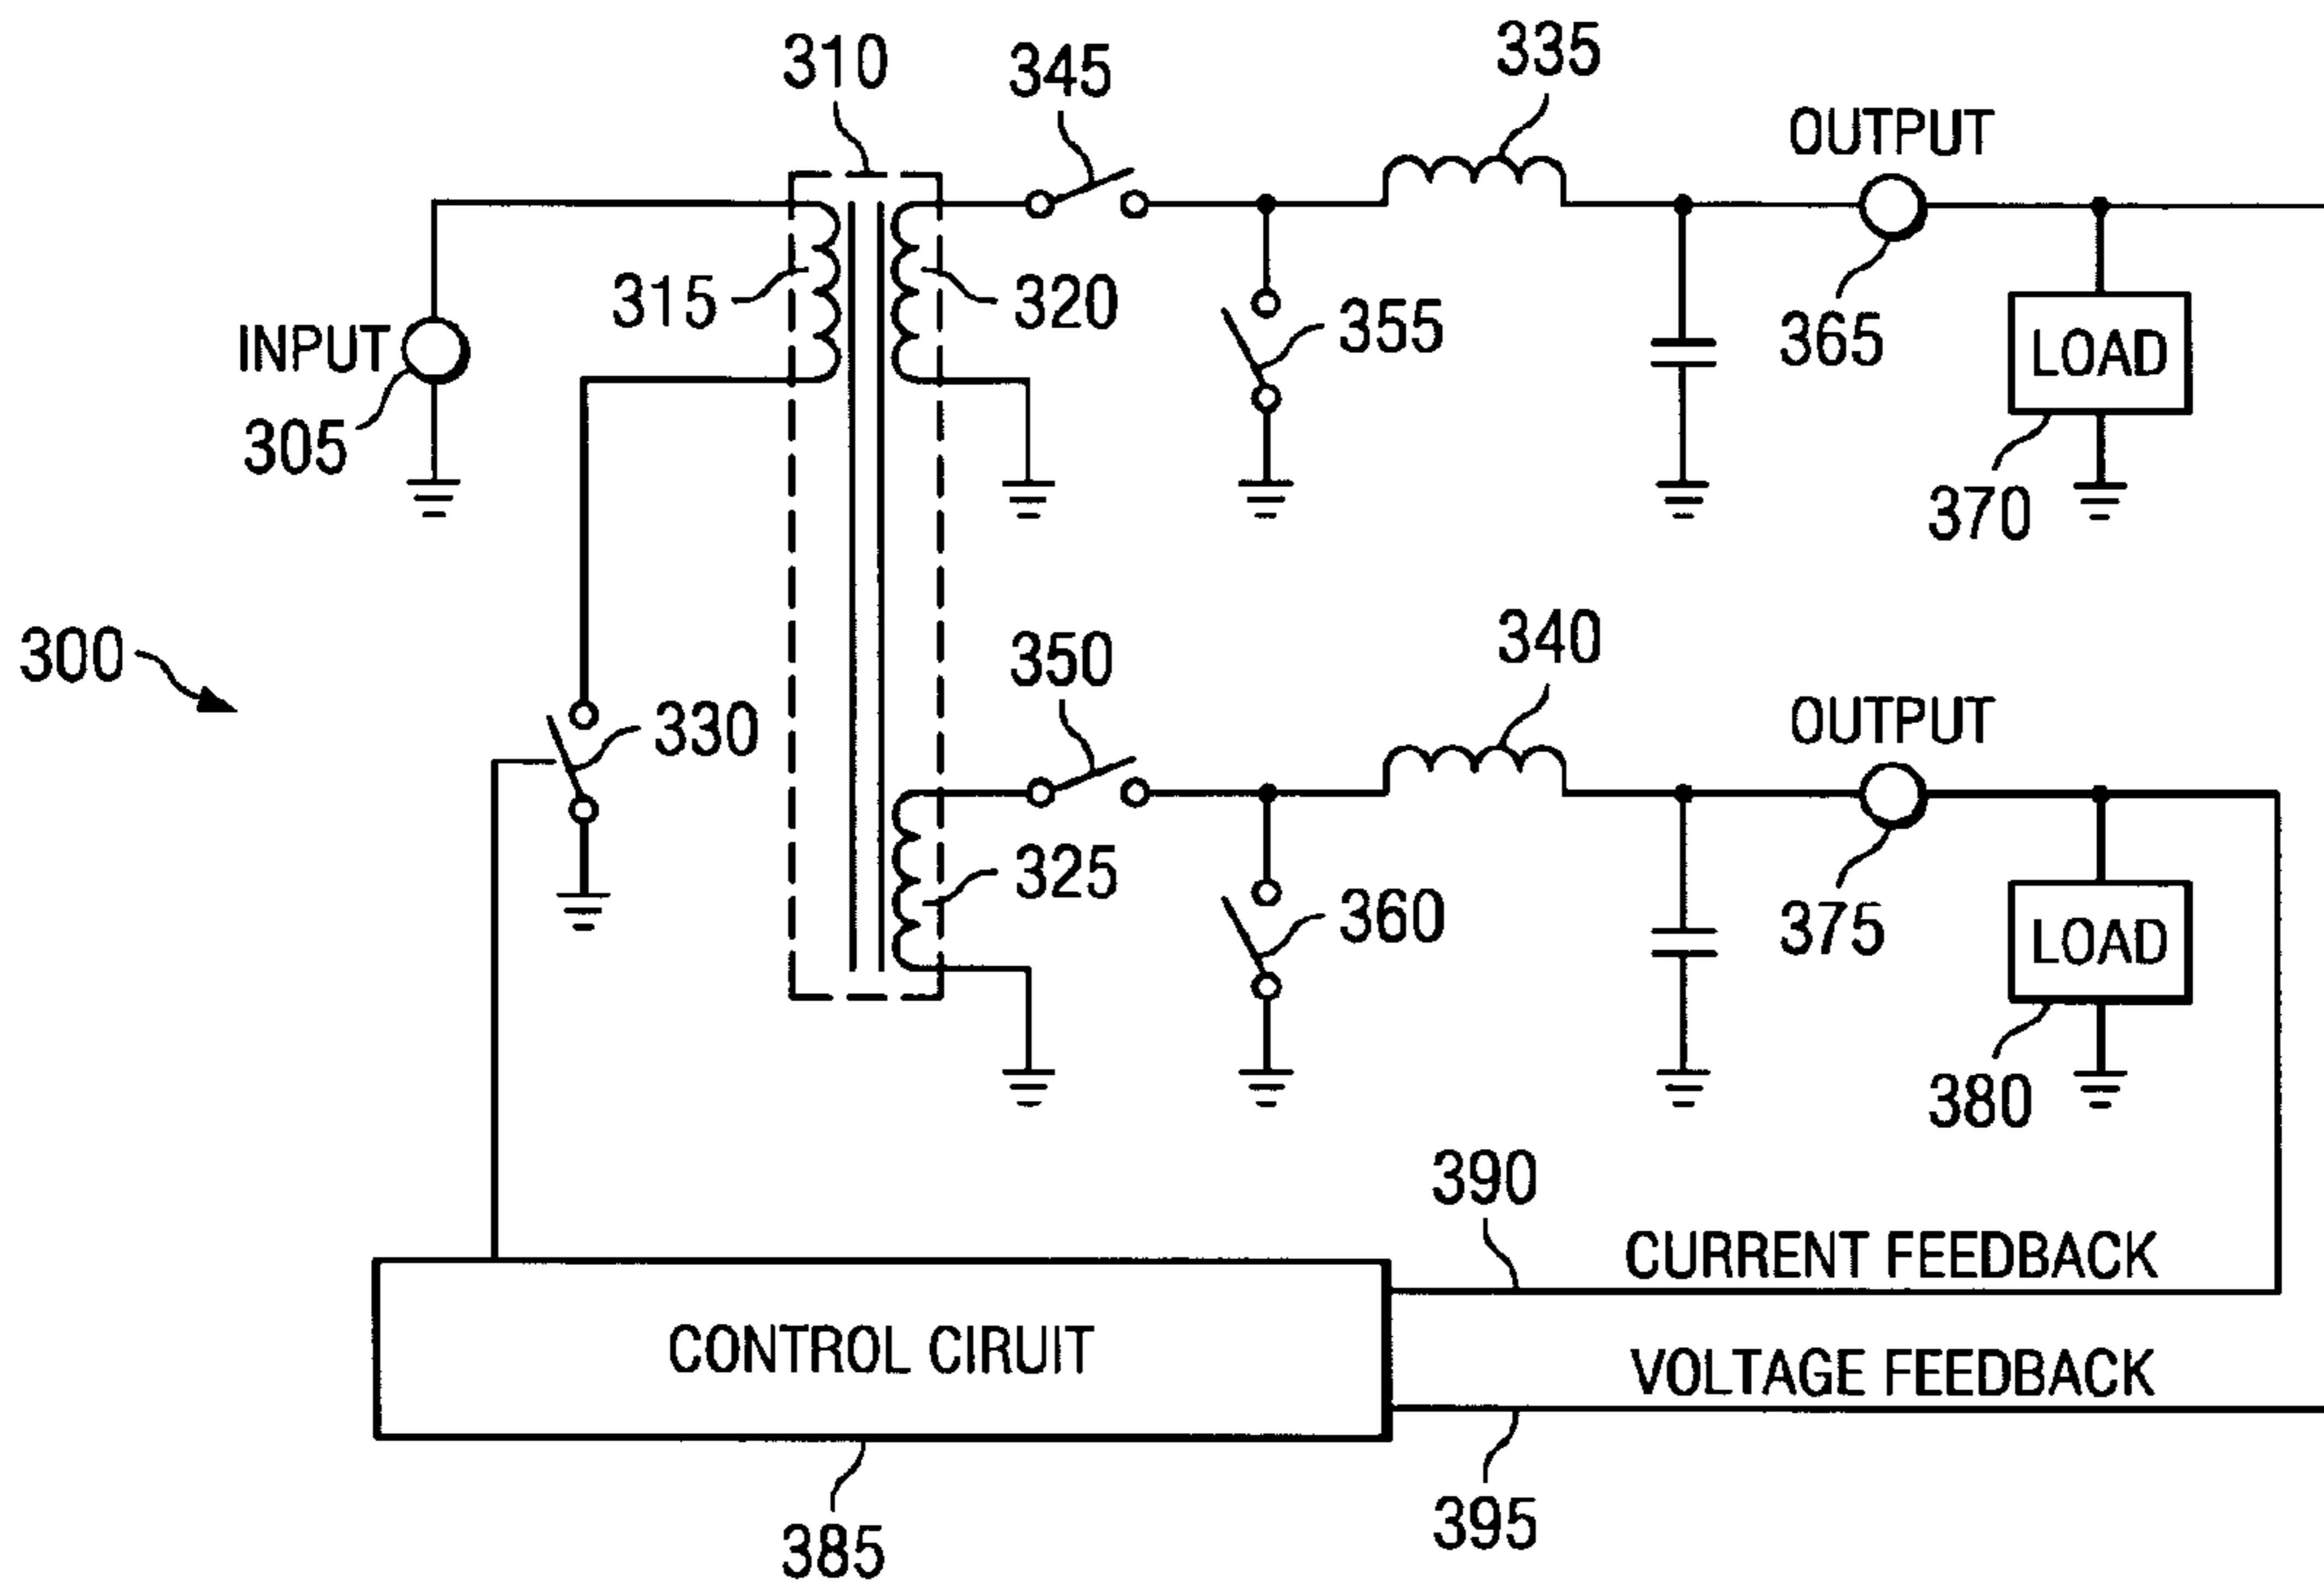 310
345
335
OUTPUT
315
320
355
INPUT
305
365
LOAD
370
300
330
350
340
OUTPUT
325
360
375
LOAD
380
390
CURRENT FEEDBACK
CONTROL CIRUIT
VOLTAGE FEEDBACK
385
395